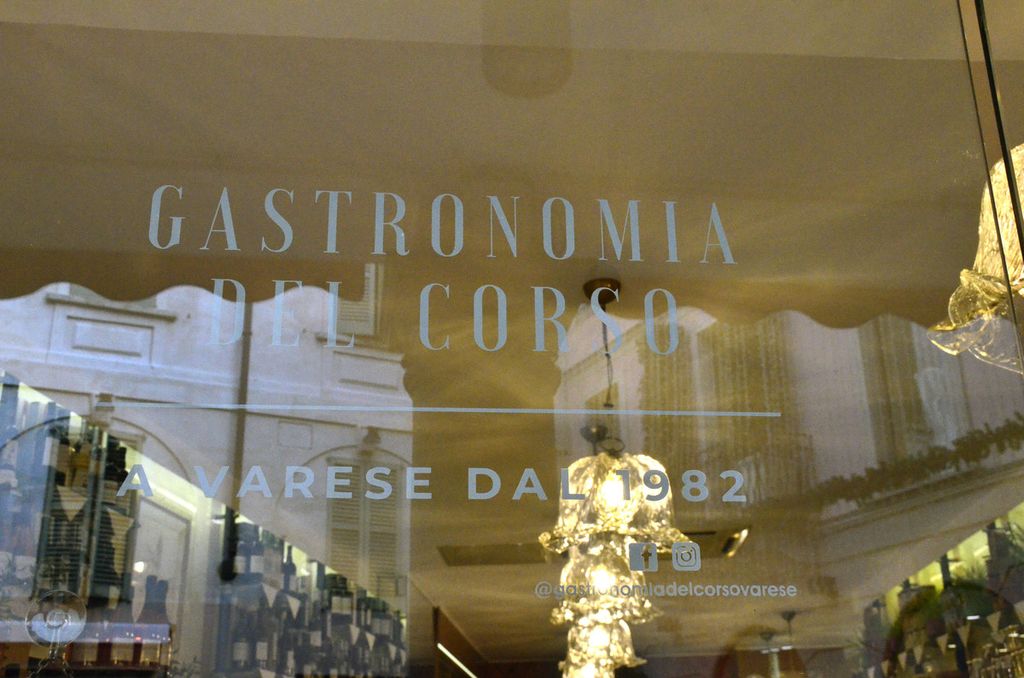 GASTRONOMIA
DEL CORSO
A VARESE DAL 1982
@gastronomiadelcorsovarese